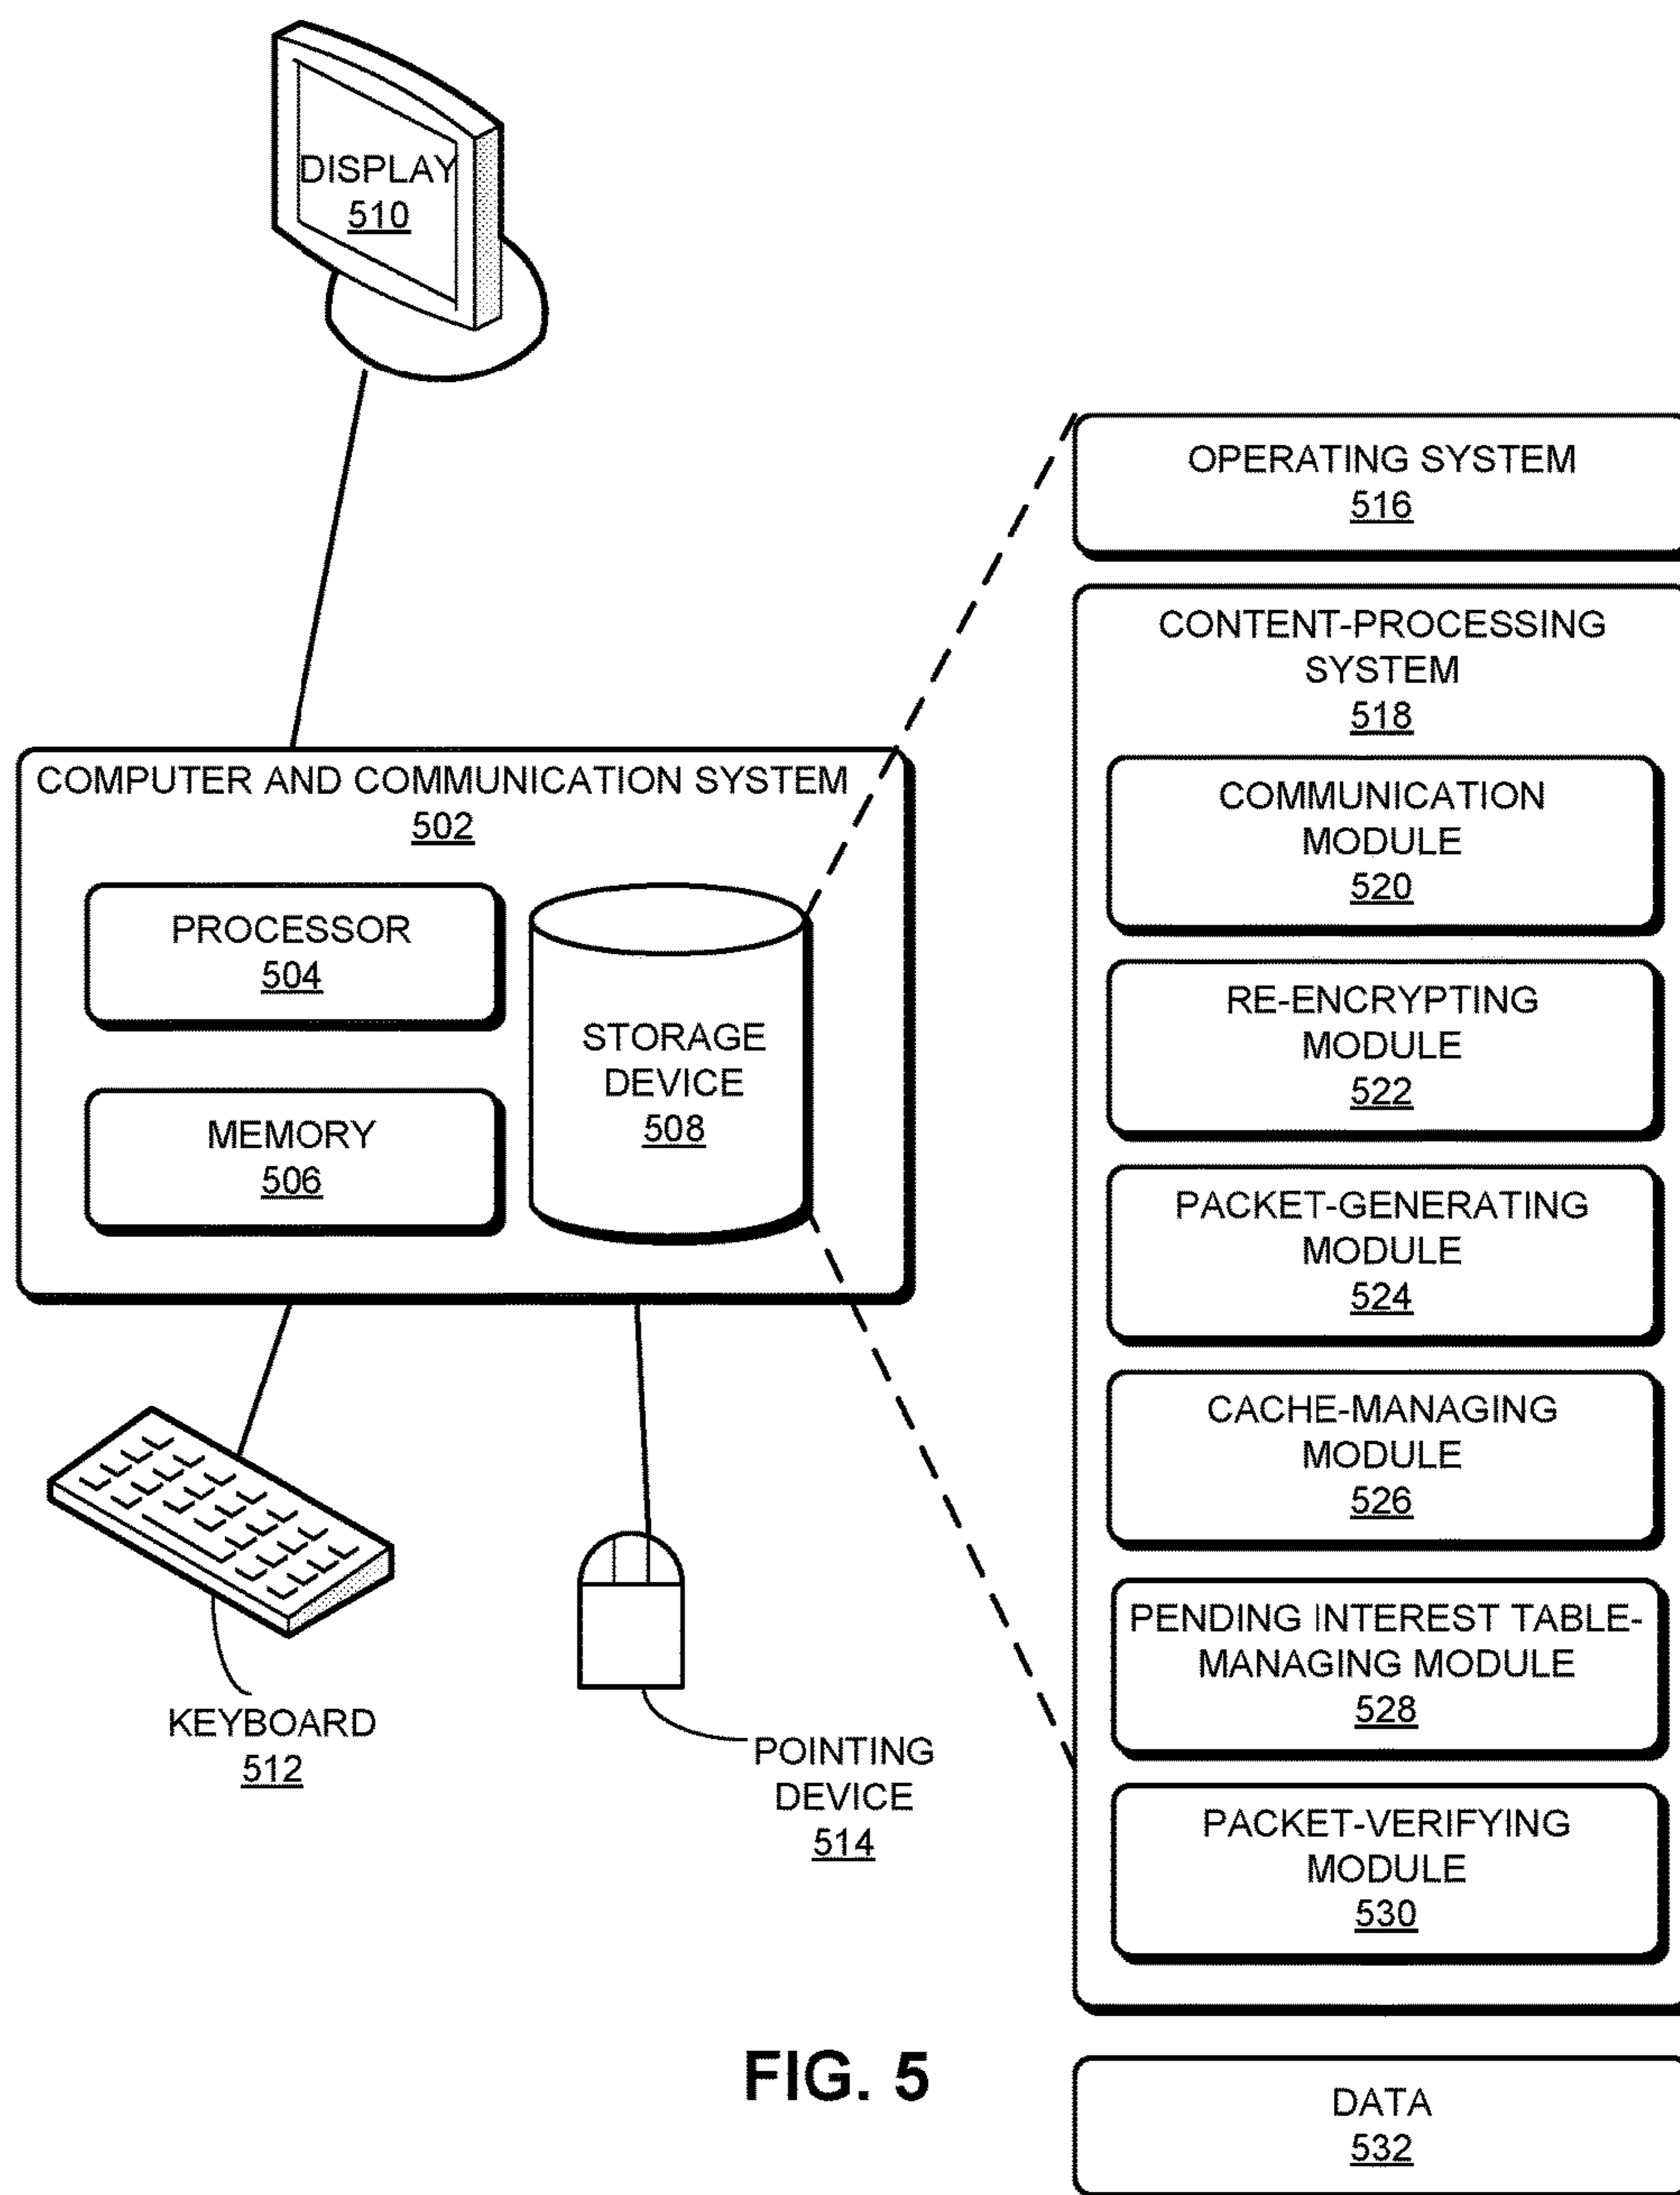 DISPLAY
510
COMPUTER AND COMMUNICATION SYSTEM
502
PROCESSOR
504
MEMORY
506
STORAGE
DEVICE
508
KEYBOARD
512
POINTING
DEVICE
514
OPERATING SYSTEM
516
CONTENT-PROCESSING
SYSTEM
518
COMMUNICATION
MODULE
520
RE-ENCRYPTING
MODULE
522
PACKET-GENERATING
MODULE
524
CACHE-MANAGING
MODULE
526
PENDING INTEREST TABLE-
MANAGING MODULE
528
PACKET-VERIFYING
MODULE
530
DATA
532
FIG. 5